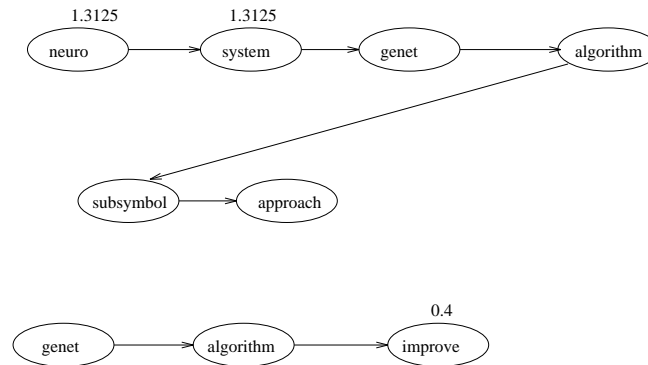 1.3125 1.3125
neuro system genet algorithm
subsymbol approach
0.4
genet algorithm improve